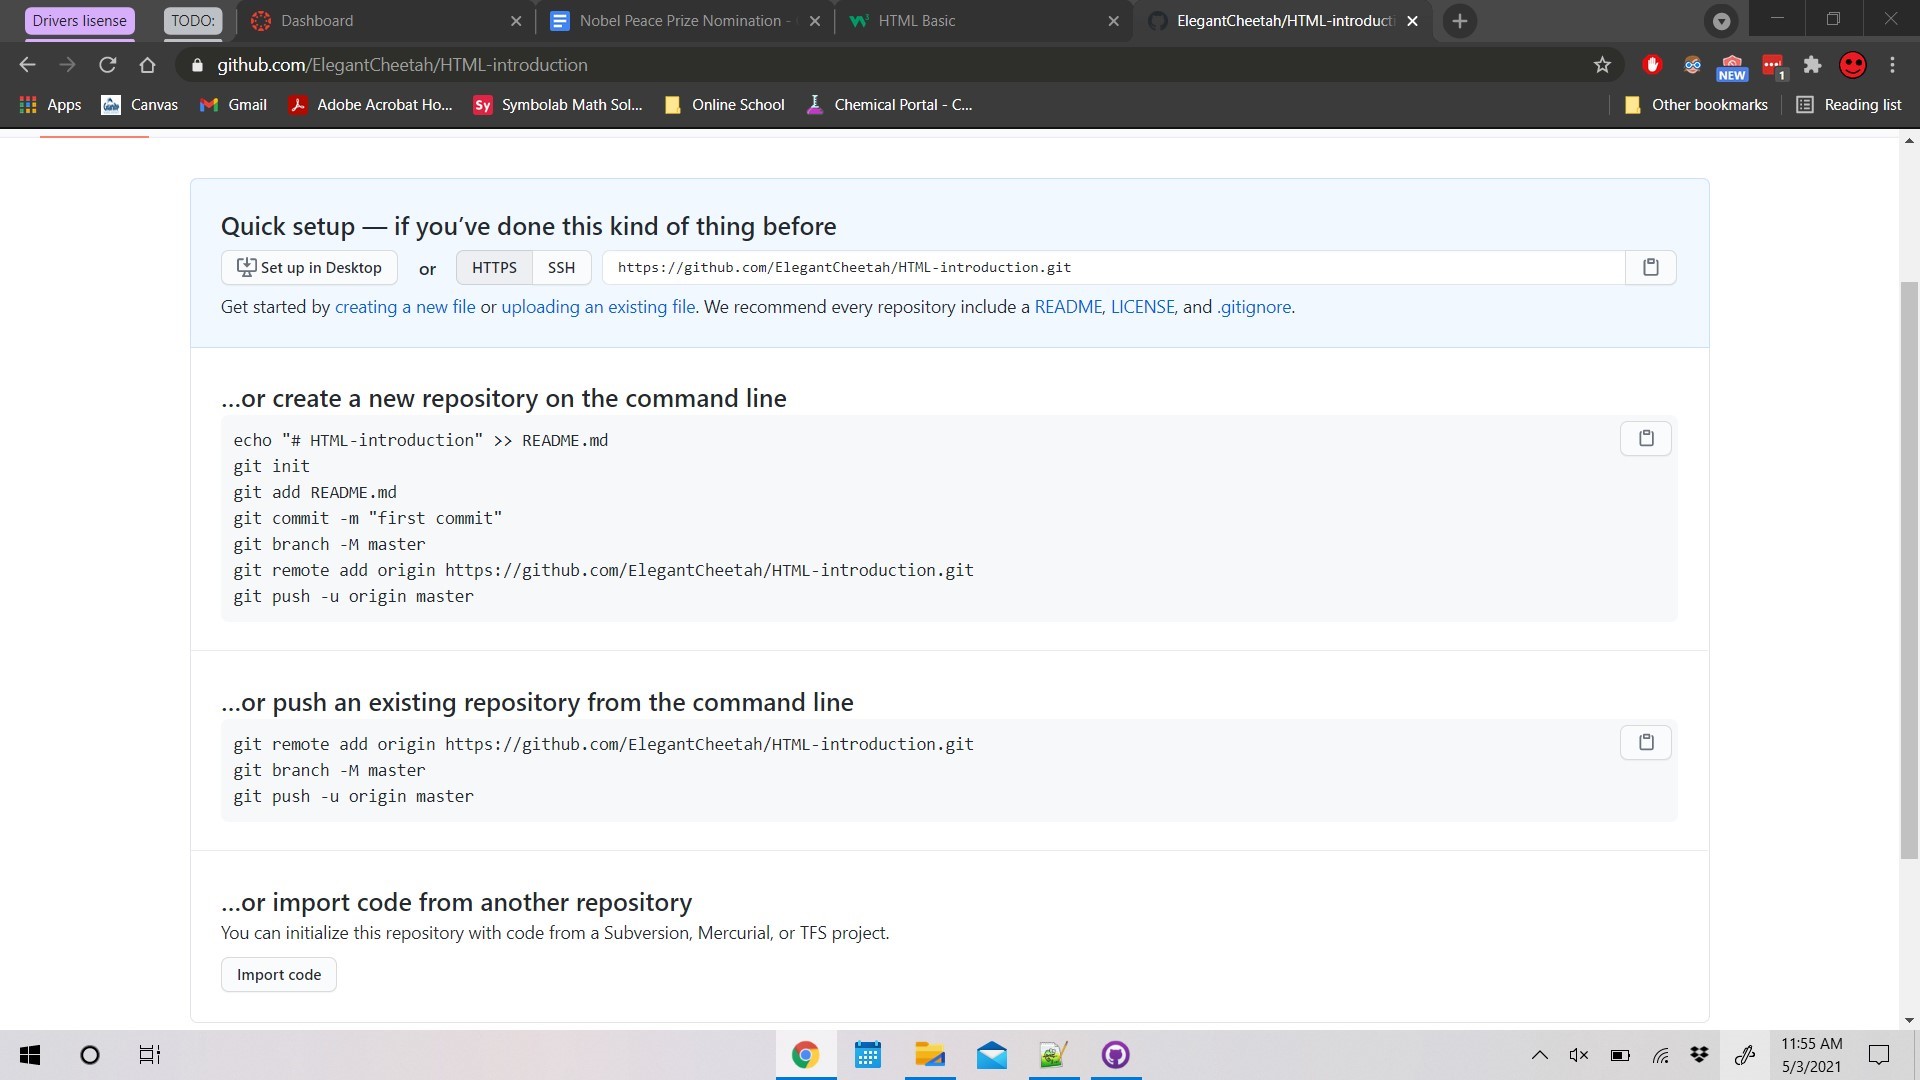 Drivers lisense
TODO:
Dashboard
Nobel Peace Prize Nomination -
HTML Basic
ElegantCheetah/HTML-introducti
github.com/ElegantCheetah/HTML-introduction
NEW
1
Apps
Canvas
Gmail
Adobe Acrobat Ho...
Sy Symbolab Math Sol...
Online School
Chemical Portal - C...
Other bookmarks
Reading list
Quick setup — if you’ve done this kind of thing before
Set up in Desktop or HTTPS SSH https://github.com/ElegantCheetah/HTML-introduction.git
Get started by creating a new file or uploading an existing file. We recommend every repository include a README, LICENSE, and .gitignore.
…or create a new repository on the command line
echo "# HTML-introduction" >> README.md
git init
git add README.md
git commit -m "first commit"
git branch -M master
git remote add origin https://github.com/ElegantCheetah/HTML-introduction.git
git push -u origin master
…or push an existing repository from the command line
git remote add origin https://github.com/ElegantCheetah/HTML-introduction.git
git branch -M master
git push -u origin master
…or import code from another repository
You can initialize this repository with code from a Subversion, Mercurial, or TFS project.
Import code
11:55 AM
5/3/2021